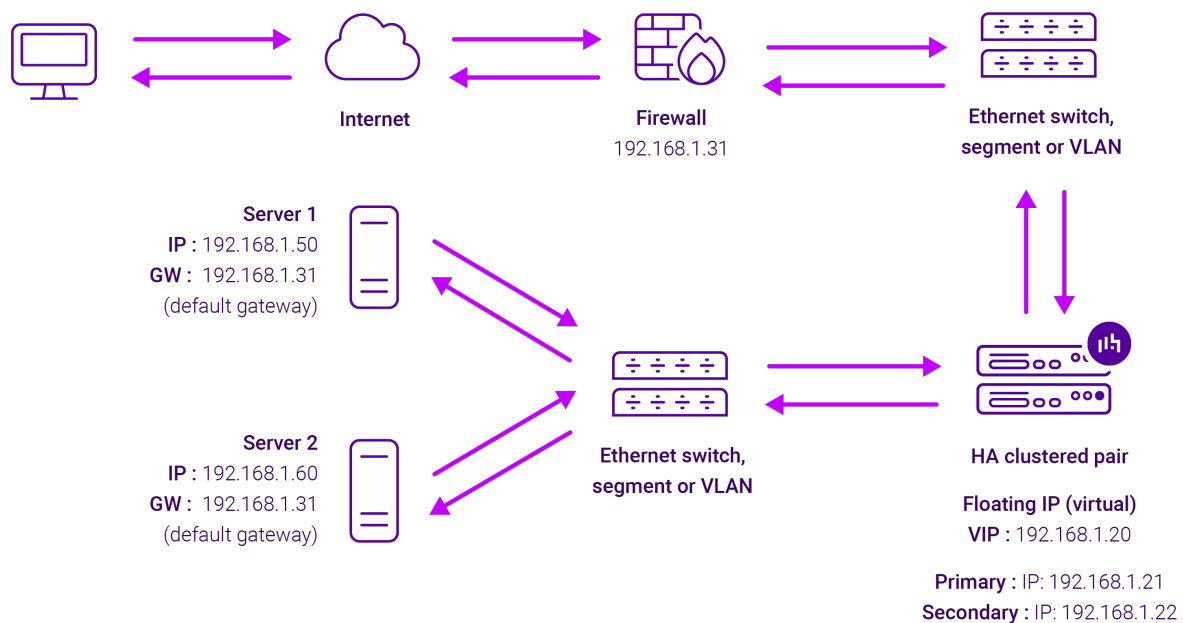 Internet
Firewall
192.168.1.31
Ethernet switch,
segment or VLAN
Server 1
IP : 192.168.1.50
GW : 192.168.1.31
(default gateway)
Server 2
IP : 192.168.1.60
GW : 192.168.1.31
(default gateway)
Ethernet switch,
segment or VLAN
HA clustered pair
Floating IP (virtual)
VIP : 192.168.1.20
Primary : IP: 192.168.1.21
Secondary : IP: 192.168.1.22